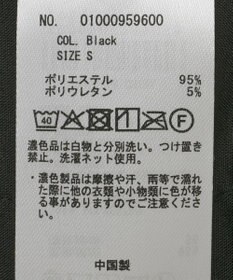 NO. 01000959600
COL. Black
SIZE S
ポリエステル 95%
ポリウレタン 5%
40 F
濃色品は白物と分別洗い。つけ置き
禁止。洗濯ネット使用。
・濃色製品は摩擦や汗、雨等で濡れ
た際に他の衣類や小物類に色が移
る事がありますのでご注意くださ
い。
中国製